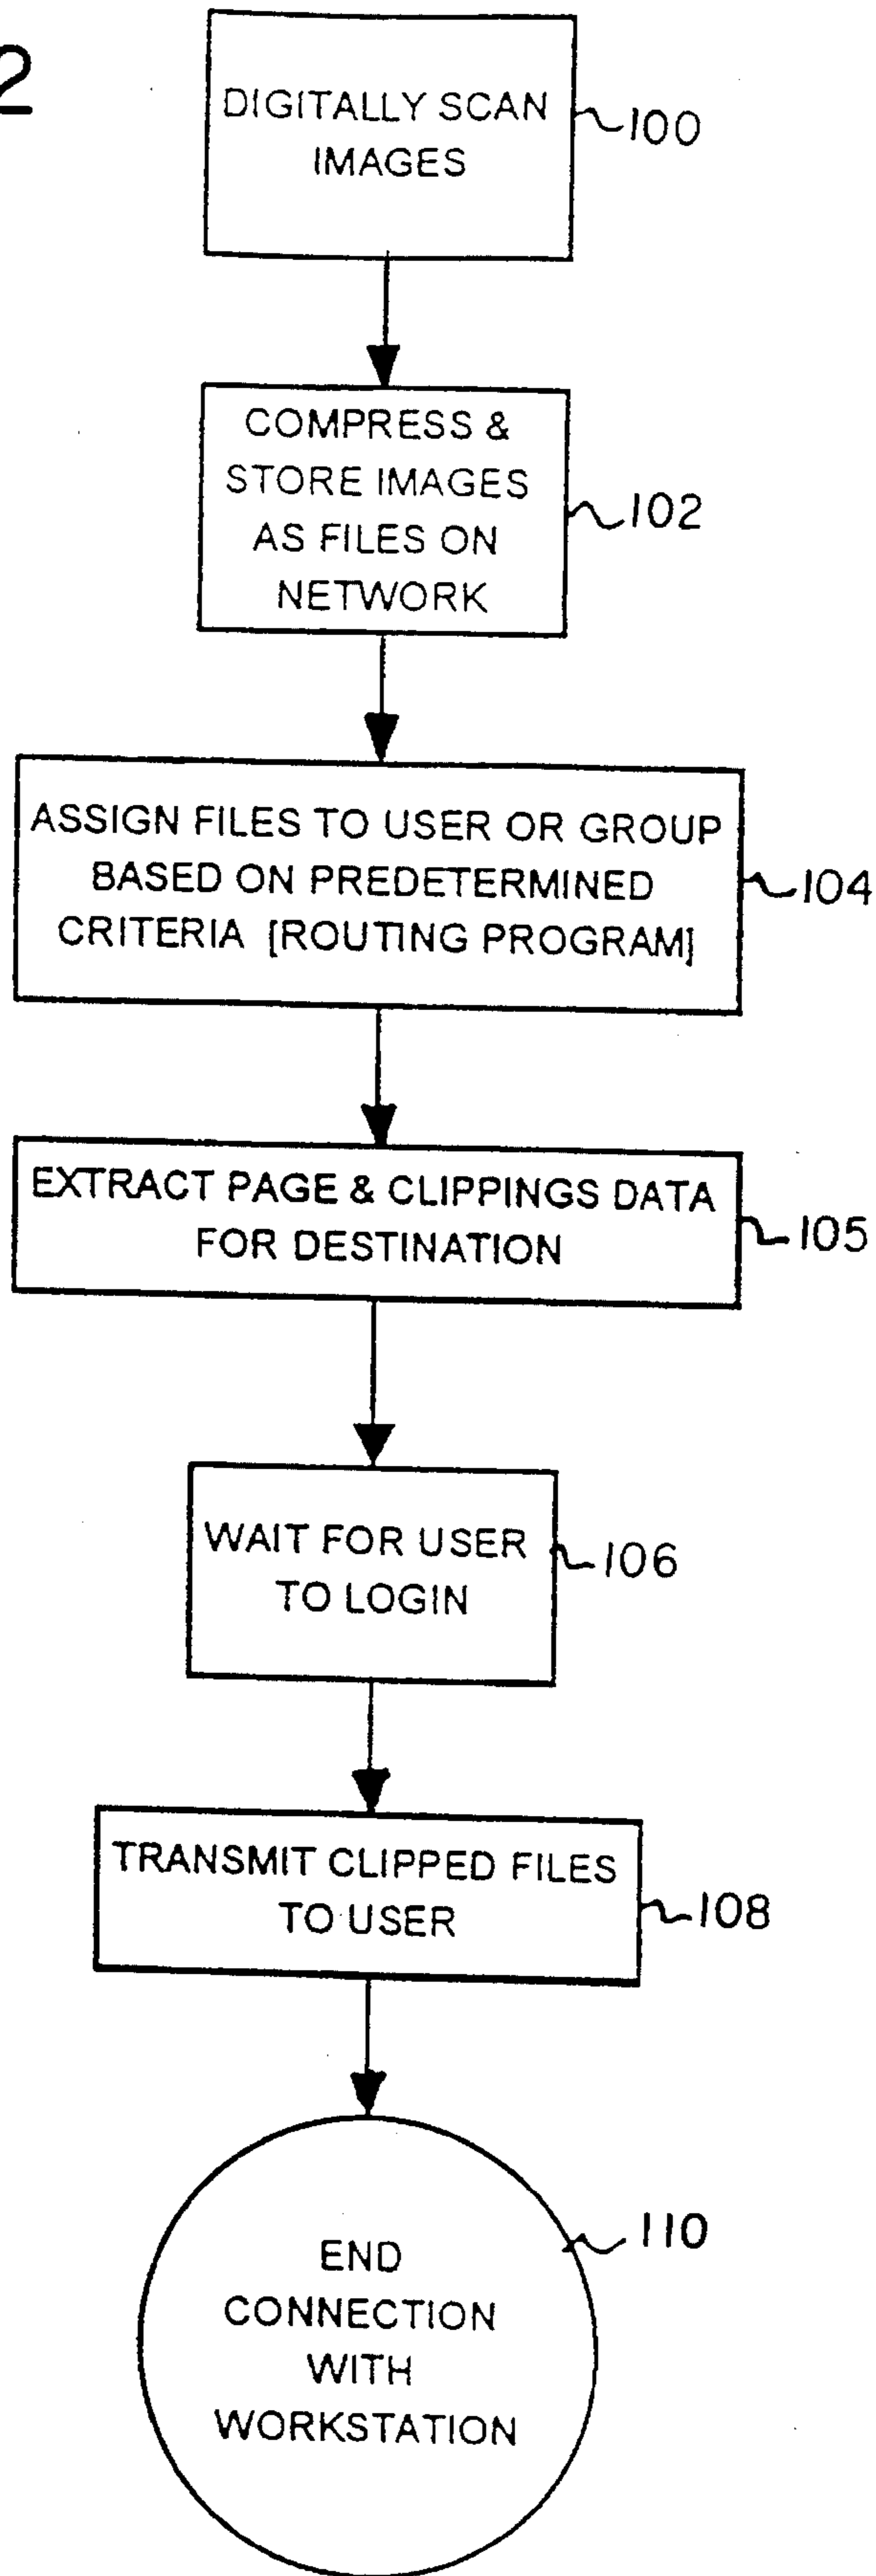 2
DIGITALLY SCAN
IMAGES
100
COMPRESS &
STORE IMAGES
AS FILES ON
NETWORK
102
ASSIGN FILES TO USER OR GROUP
BASED ON PREDETERMINED
CRITERIA [ROUTING PROGRAM]
104
EXTRACT PAGE & CLIPPINGS DATA
FOR DESTINATION
105
WAIT FOR USER
TO LOGIN
106
TRANSMIT CLIPPED FILES
TO USER
108
END
CONNECTION
WITH
WORKSTATION
110